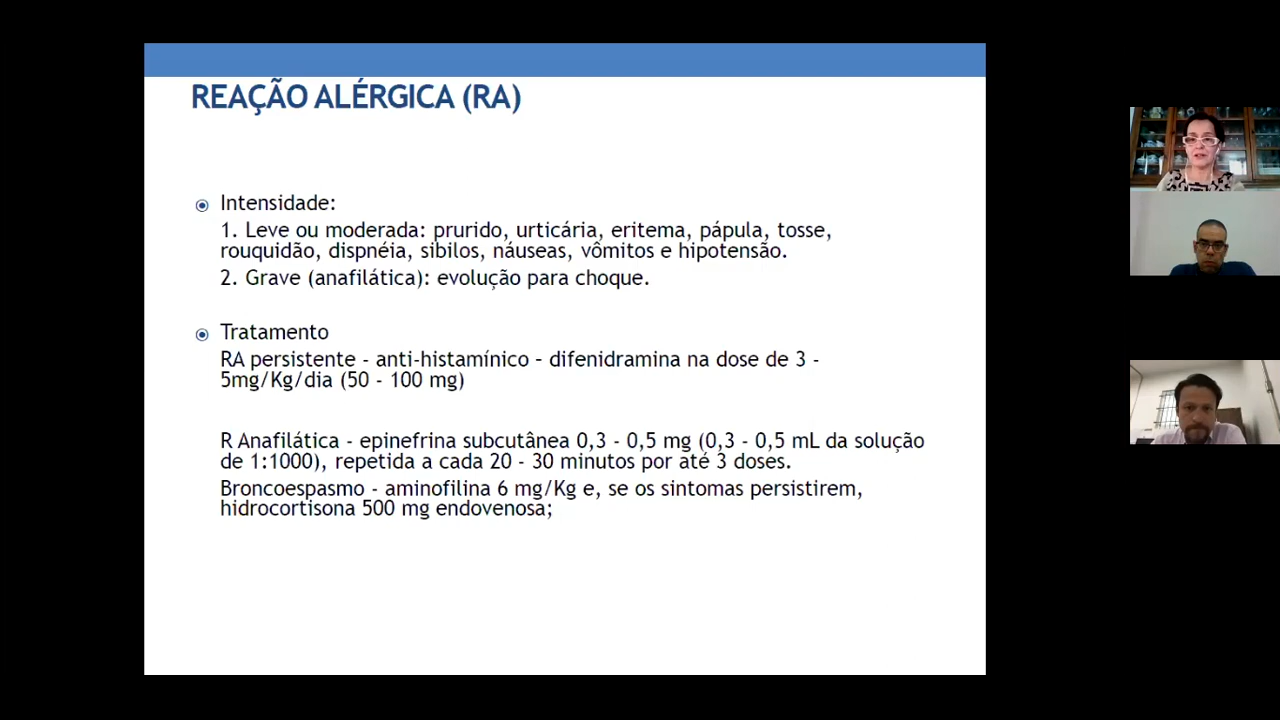 REAÇÃO ALÉRGICA (RA)
Intensidade:
1. Leve ou moderada: prurido, urticária, eritema, pápula, tosse,
rouquidão, dispnéia, sibilos, náuseas, vômitos e hipotensão.
2. Grave (anafilática): evolução para choque.
Tratamento
RA persistente - anti-histamínico – difenidramina na dose de 3 -
5mg/Kg/dia (50 - 100 mg)
R Anafilática - epinefrina subcutânea 0,3 - 0,5 mg (0,3 - 0,5 mL da solução
de 1:1000), repetida a cada 20 - 30 minutos por até 3 doses.
Broncoespasmo - aminofilina 6 mg/Kg e, se os sintomas persistirem,
hidrocortisona 500 mg endovenosa;